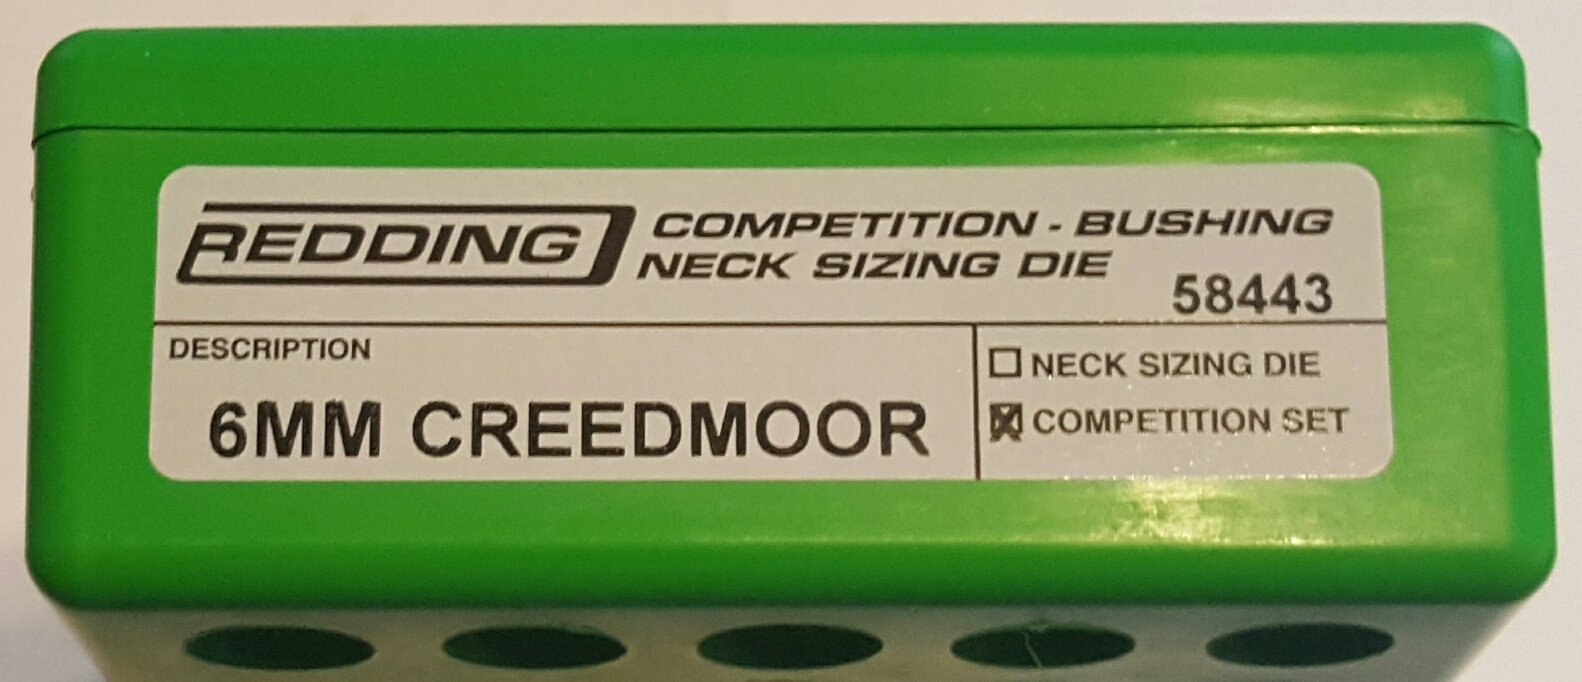 REDDING COMPETITION - BUSHING
NECK SIZING DIE
58443
DESCRIPTION
6MM CREEDMOOR
NECK SIZING DIE
COMPETITION SET